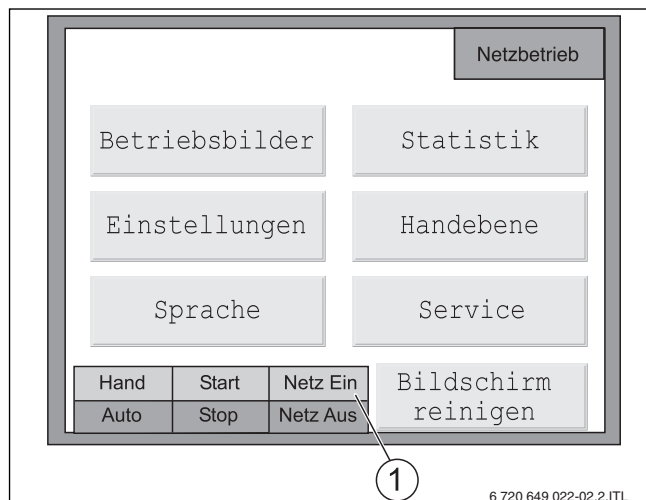 Netzbetrieb
Betriebsbilder
Statistik
Einstellungen
Handebene
Sprache
Service
Hand Start Netz Ein
Auto Stop Netz Aus
Bildschirm
reinigen
1
6 720 649 022-02.2.ITL